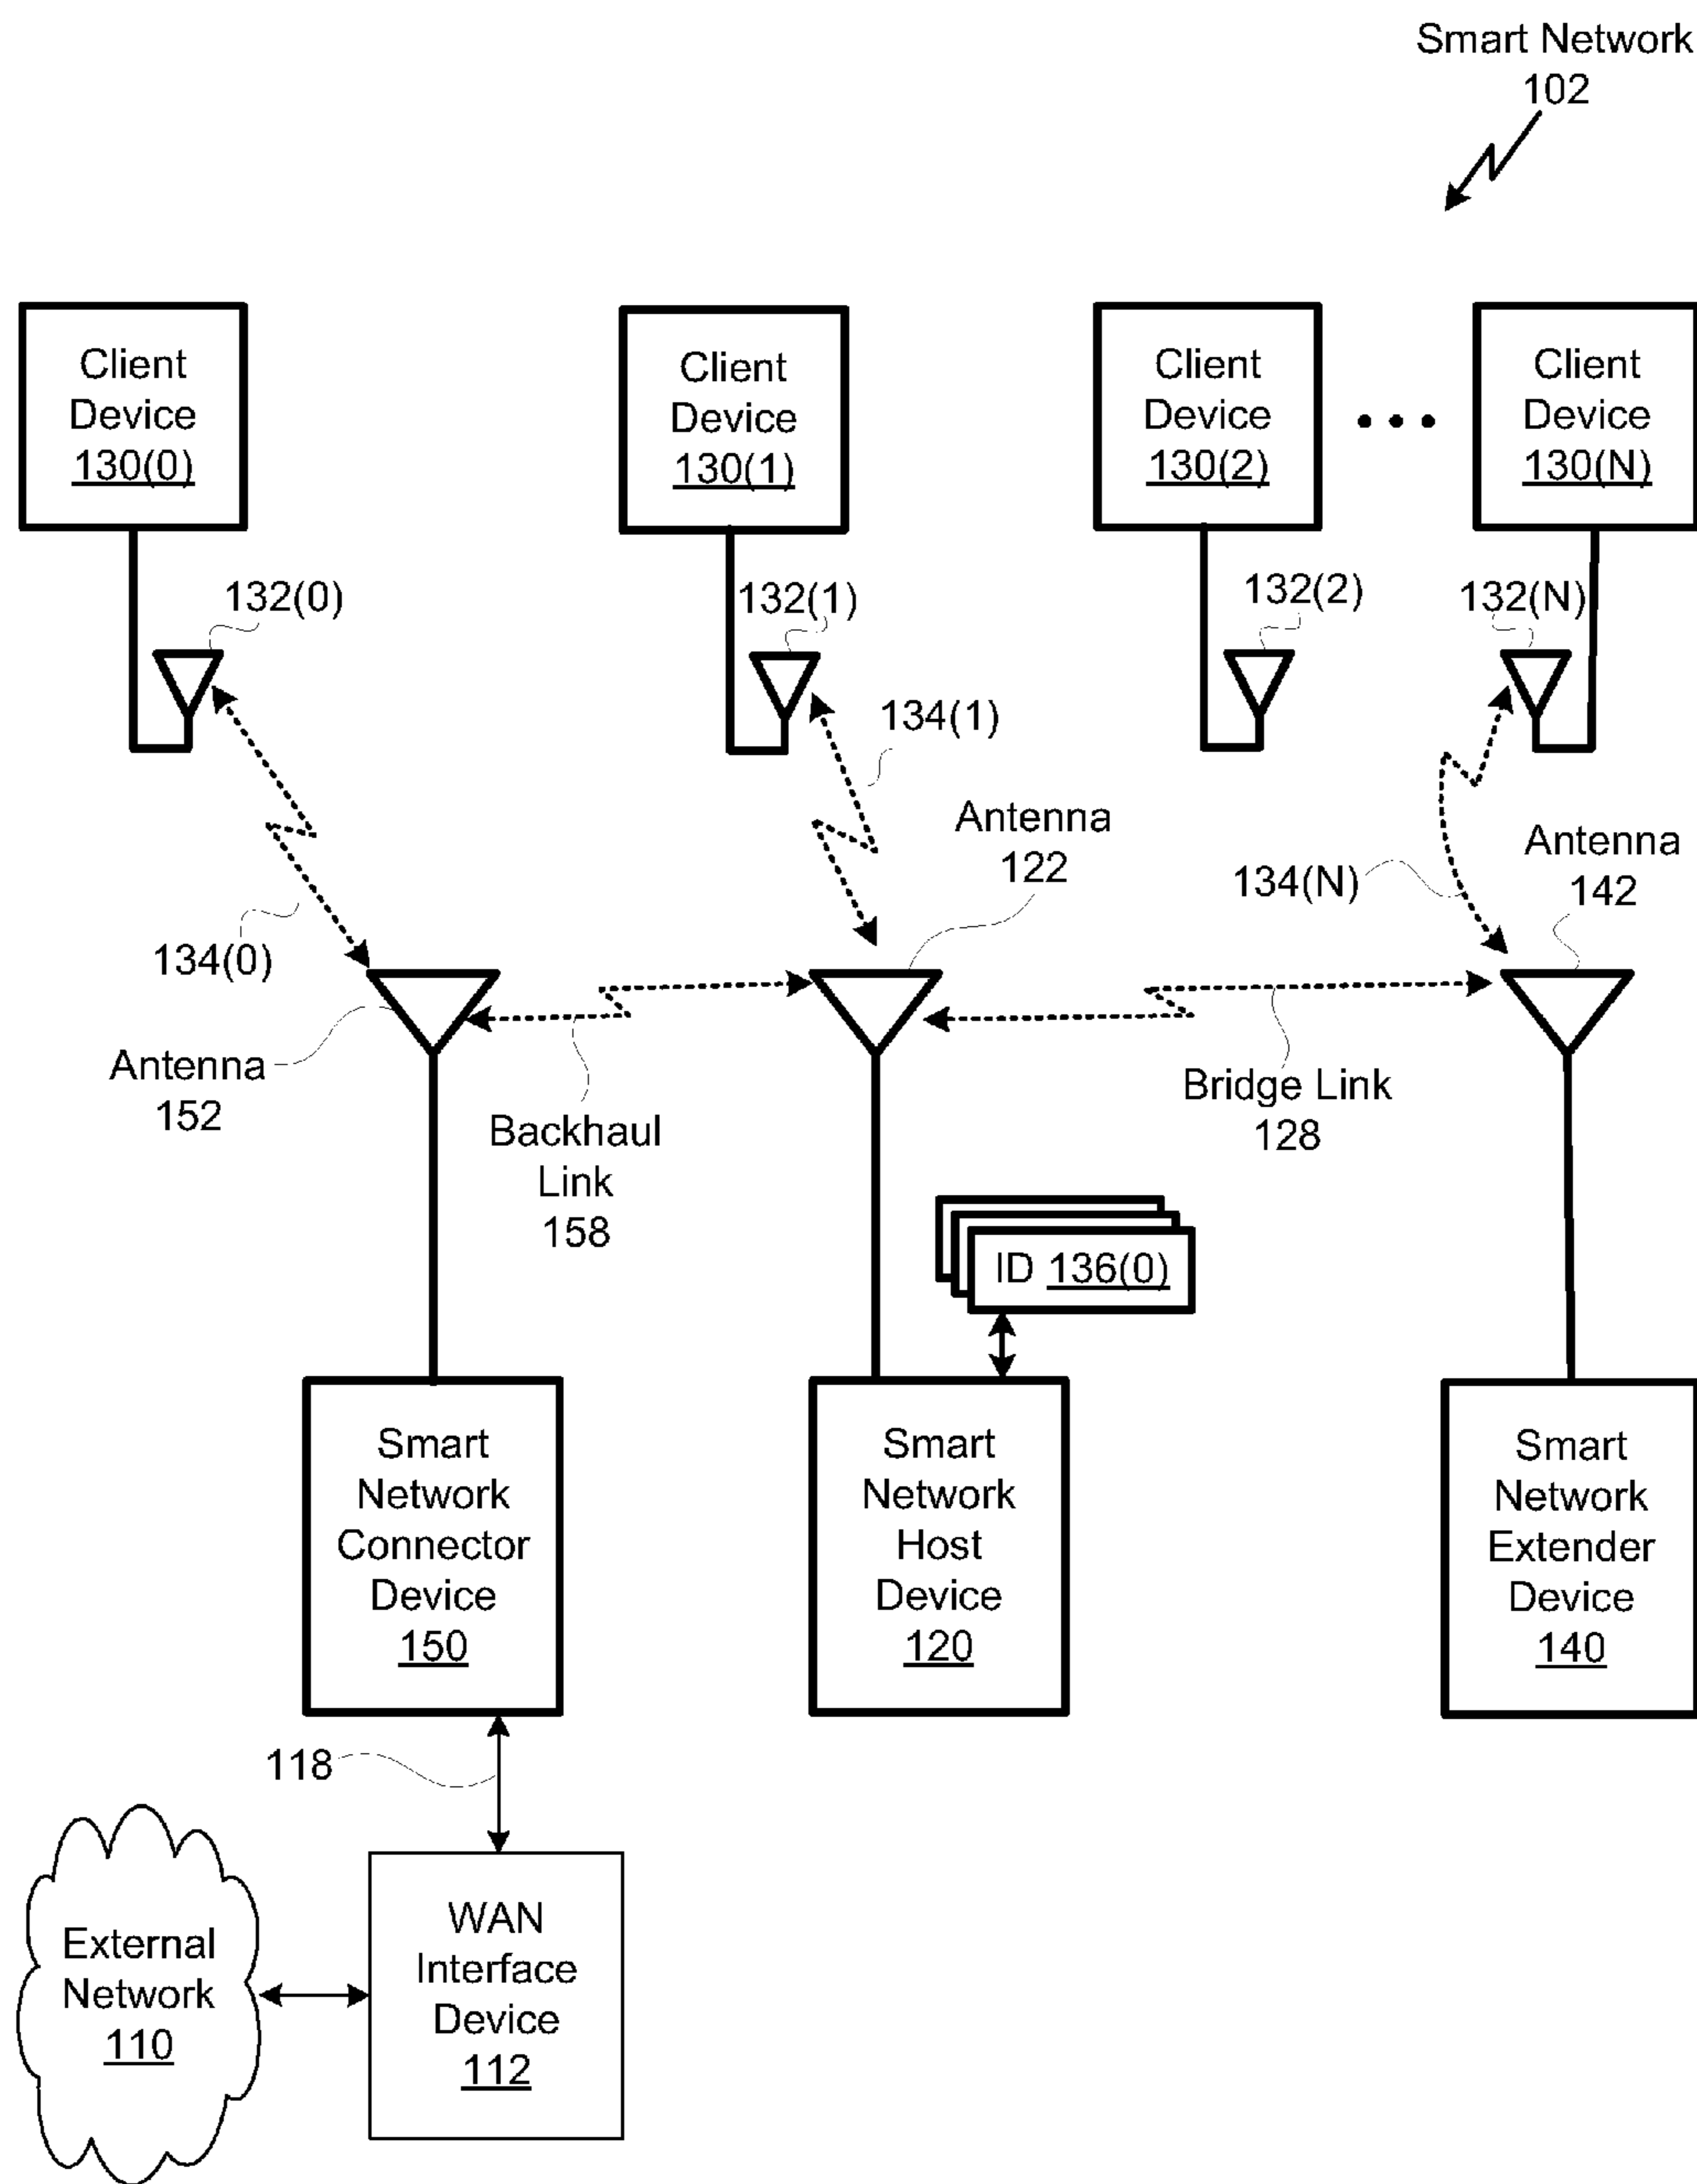 Smart Network
102
Client
Device
130(0)
Client
Device
130(1)
Client
Device
130(2)
• • •
Client
Device
130(N)
132(0)
132(1)
132(2)
132(N)
134(1)
Antenna
122
134(N)
Antenna
142
134(0)
Antenna
152
Backhaul
Link
158
Bridge Link
128
ID 136(0)
Smart
Network
Connector
Device
150
Smart
Network
Host
Device
120
Smart
Network
Extender
Device
140
118
External
Network
110
WAN
Interface
Device
112